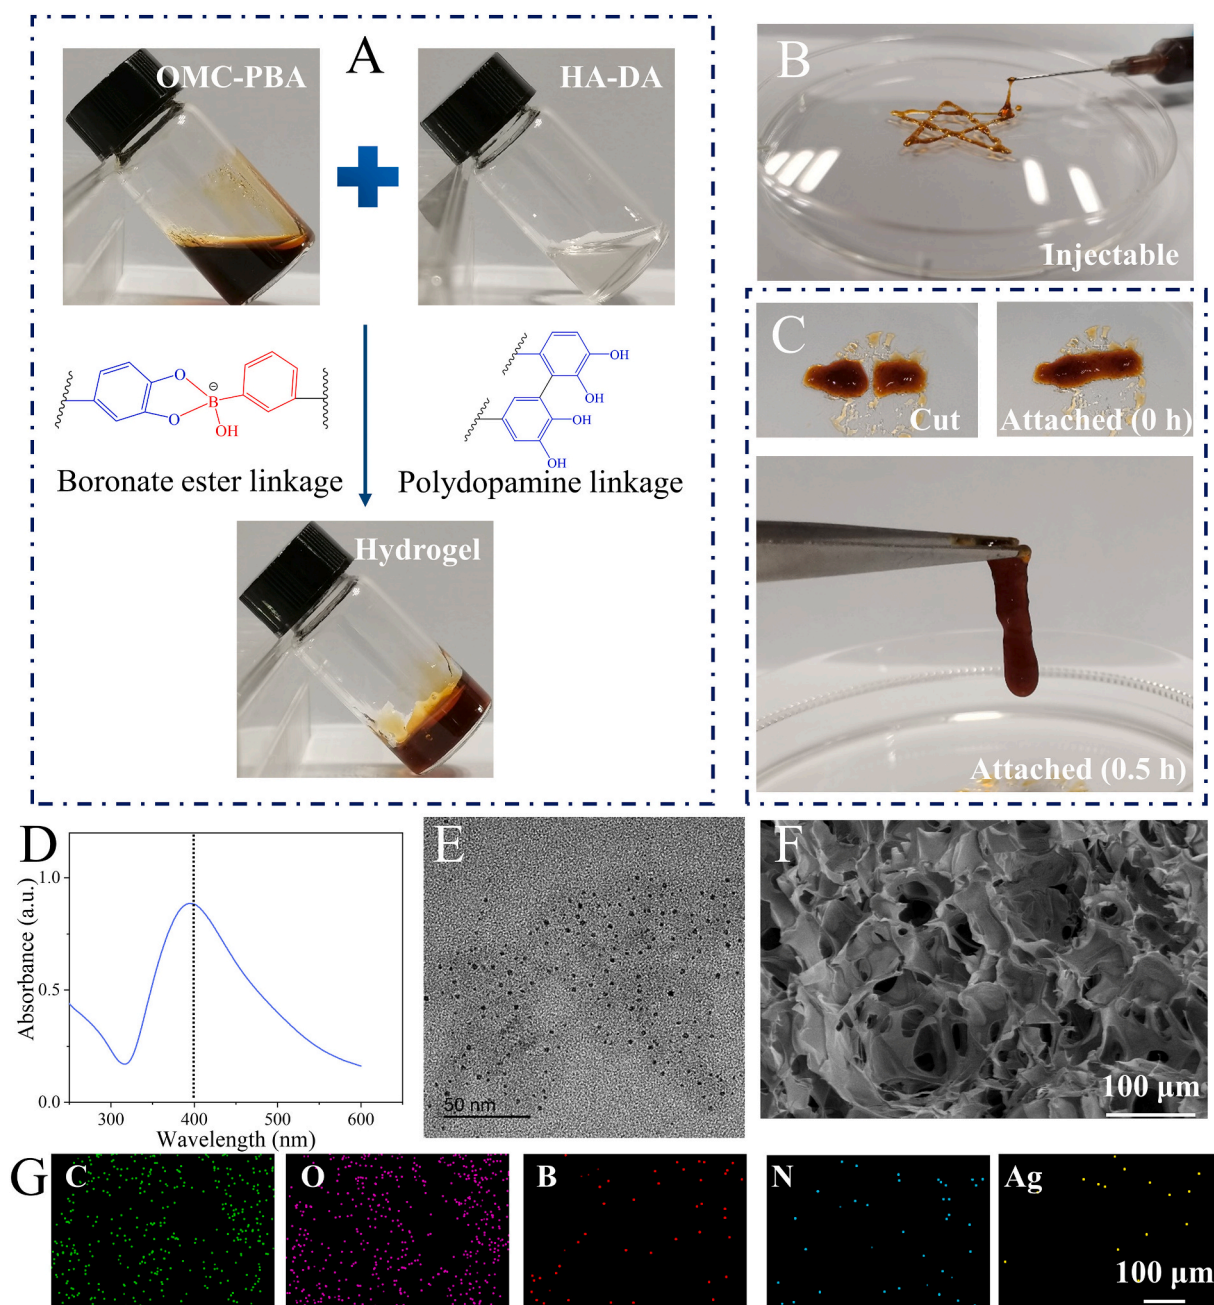 A
OMC-PBA
HA-DA
O
O
B
⊖
OH
OH
OH
OH
OH
Boronate ester linkage
Polydopamine linkage
Hydrogel
B
Injectable
C
Cut
Attached (0 h)
Attached (0.5 h)
D
Absorbance (a.u.)
1.0
0.5
0.0
300
400
500
600
Wavelength (nm)
E
50 nm
F
100 μm
G
C
O
B
N
Ag
100 μm